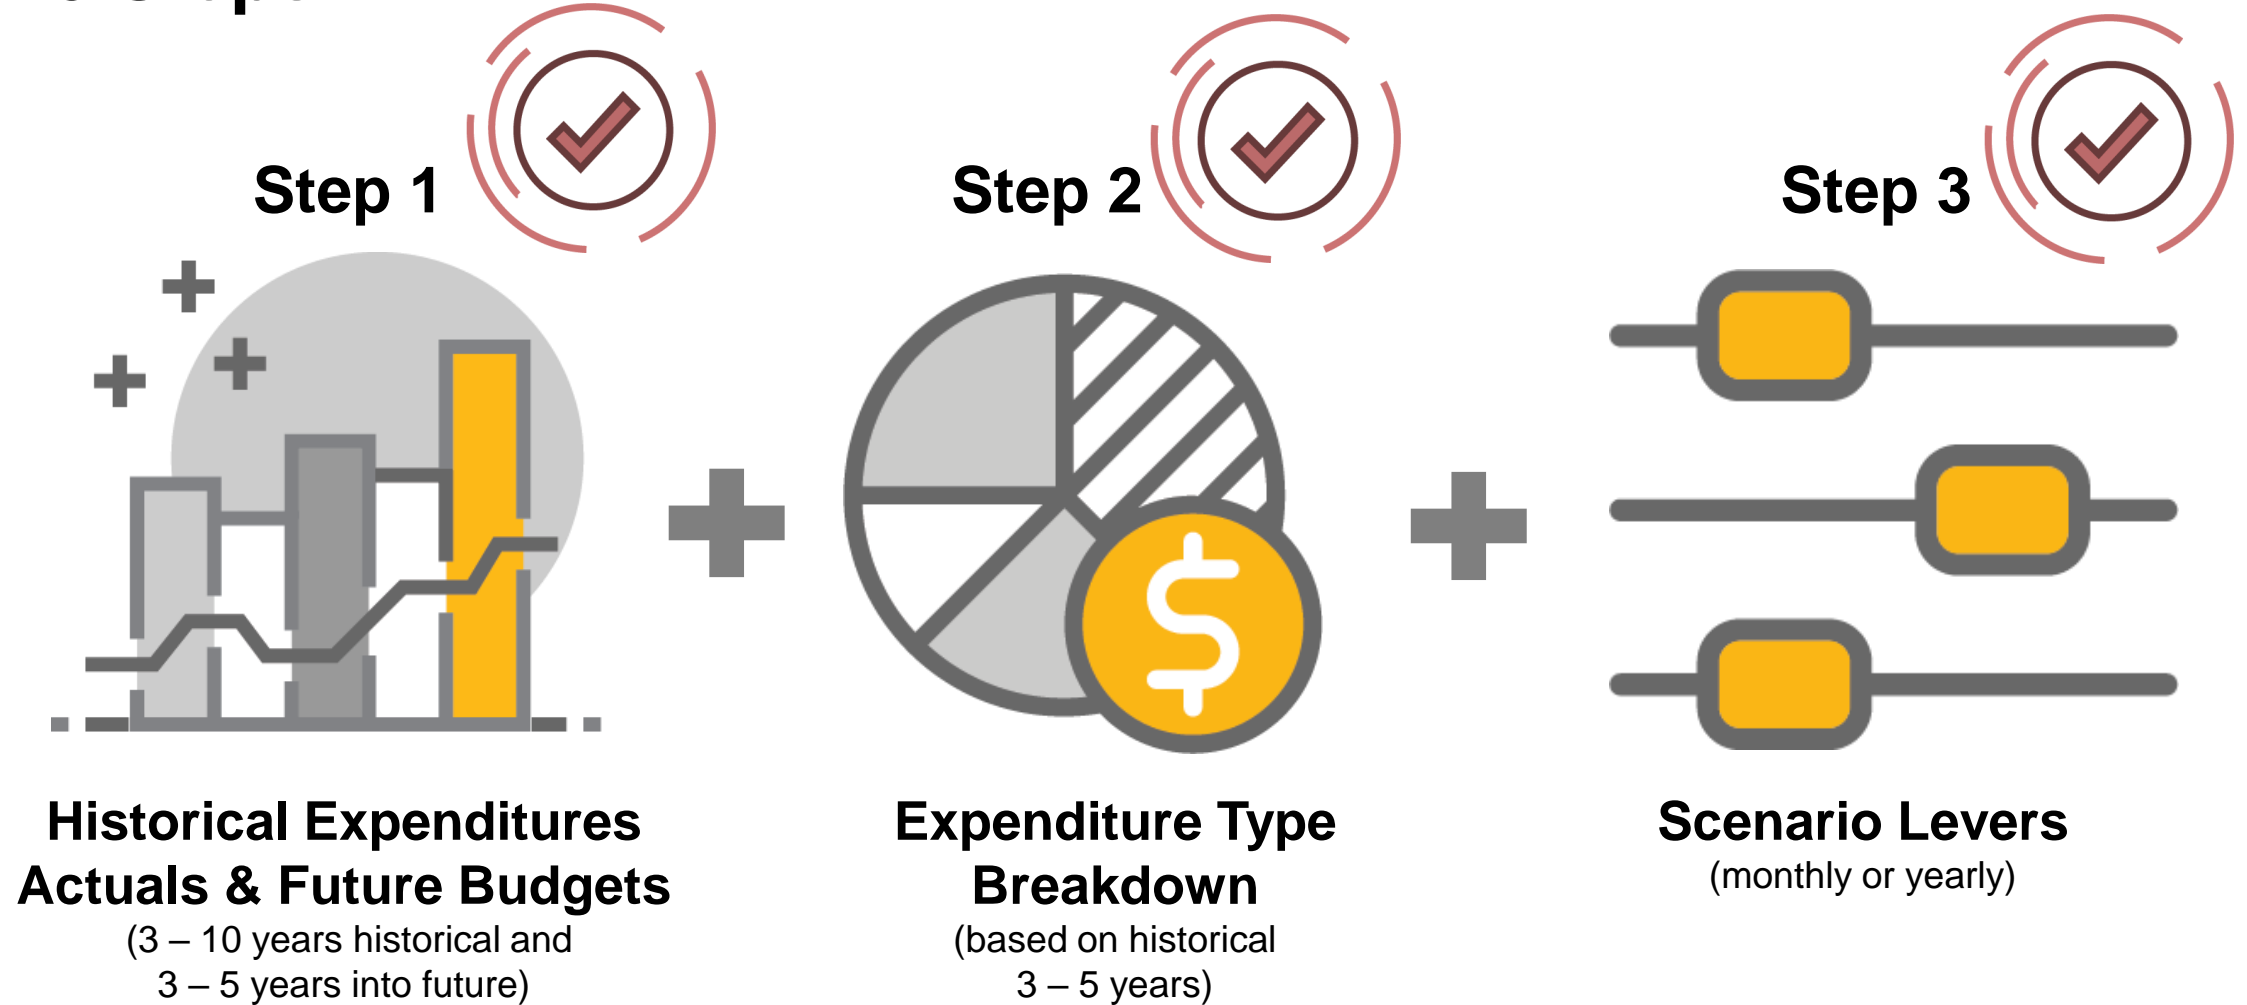 Step 1
Step 2
Step 3
$
Historical Expenditures
Actuals & Future Budgets
(3 – 10 years historical and
3 – 5 years into future)
Expenditure Type
Breakdown
(based on historical
3 – 5 years)
Scenario Levers
(monthly or yearly)